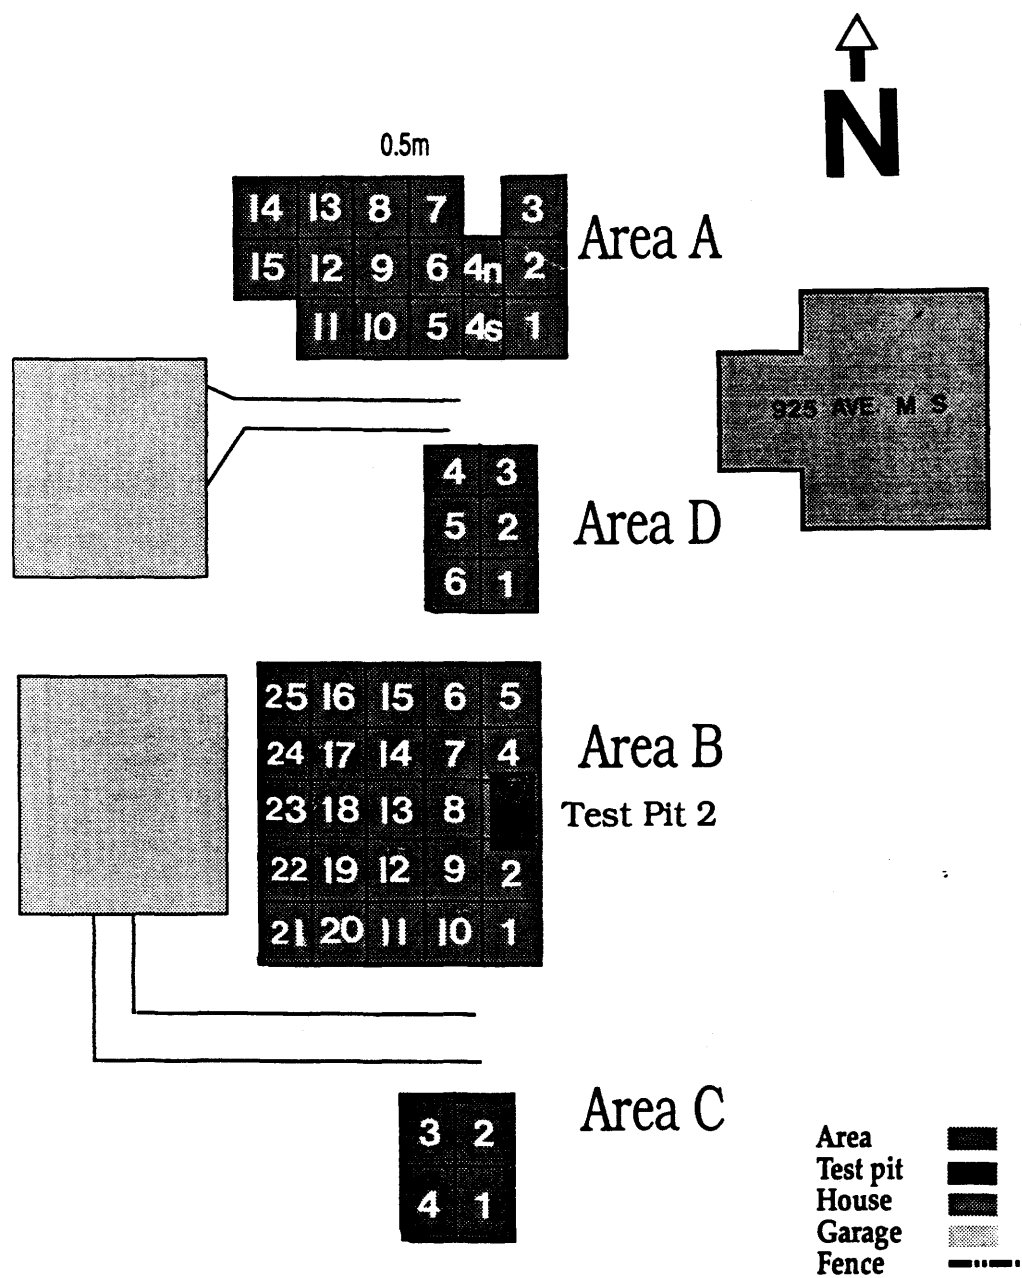 N
0.5m
14 13 8 7 3
Area A
15 12 9 6 4n 2
11 10 5 4s 1
925 AVE. M S
4 3
5 2
Area D
6 1
25 16 15 6 5
24 17 14 7 4
Area B
23 18 13 8
Test Pit 2
22 19 12 9 2
21 20 11 10 1
Area C
3 2
4 1
Area
Test pit
House
Garage
Fence